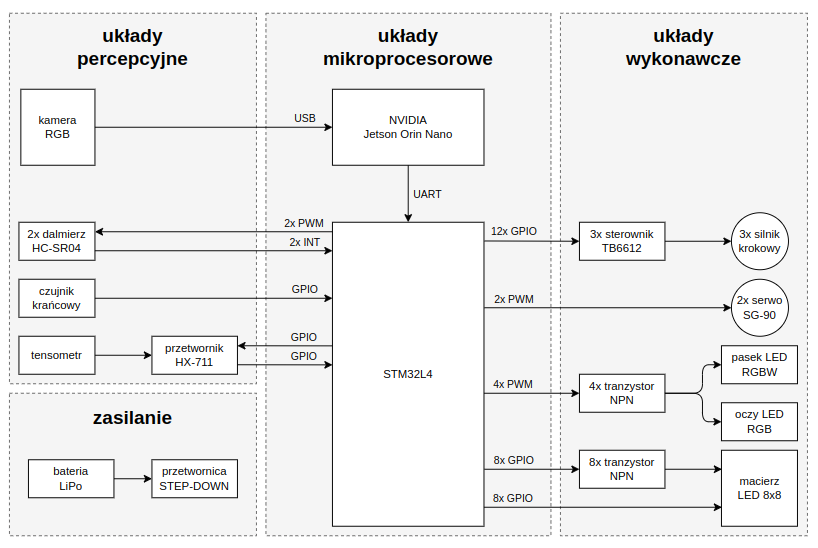 układy
percepcyjne
kamera
RGB
2x dalmierz
HC-SR04
czujnik
krańcowy
tensometr
przetwornik
HX-711
zasilanie
bateria
LiPo
przetwornica
STEP-DOWN
układy
mikroprocesorowe
USB
NVIDIA
Jetson Orin Nano
UART
2x PWM
2x INT
GPIO
GPIO
GPIO
STM32L4
12x GPIO
2x PWM
4x PWM
8x GPIO
8x GPIO
układy
wykonawcze
3x sterownik
TB6612
3x silnik
krokowy
2x serwo
SG-90
4x tranzystor
NPN
pasek LED
RGBW
oczy LED
RGB
8x tranzystor
NPN
macierz
LED 8x8